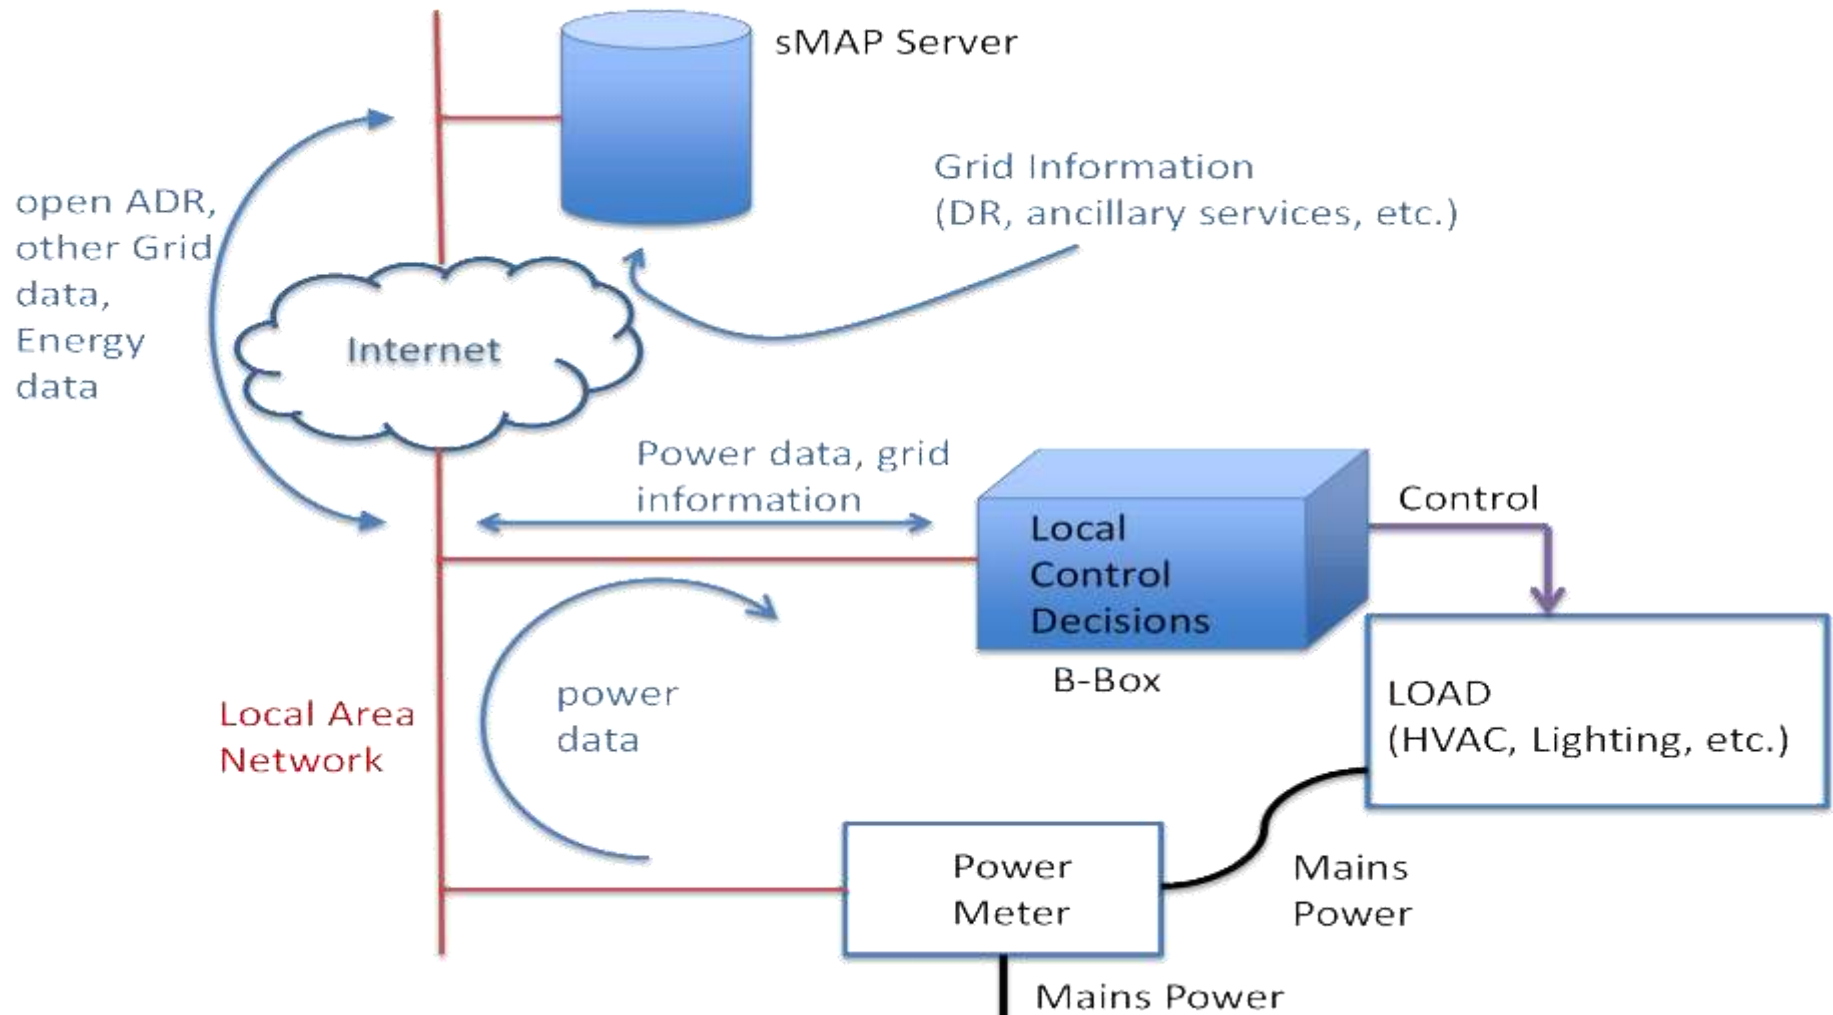 sMAP Server
Grid Information
(DR, ancillary services, etc.)
open ADR,
other Grid
data,
Energy
data
Internet
Power data, grid
information
Local
Control
Decisions
B-Box
Control
LOAD
(HVAC, Lighting, etc.)
Local Area
Network
power
data
Power
Meter
Mains
Power
Mains Power